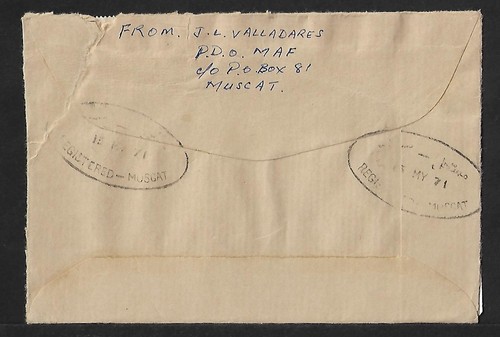 FROM. J. L. VALLADARES
P.D.O. MAF
c/o P.O. BOX 81
MUSCAT.
MY 71
REGISTERED — MUSCAT
MY 71
MUSCAT